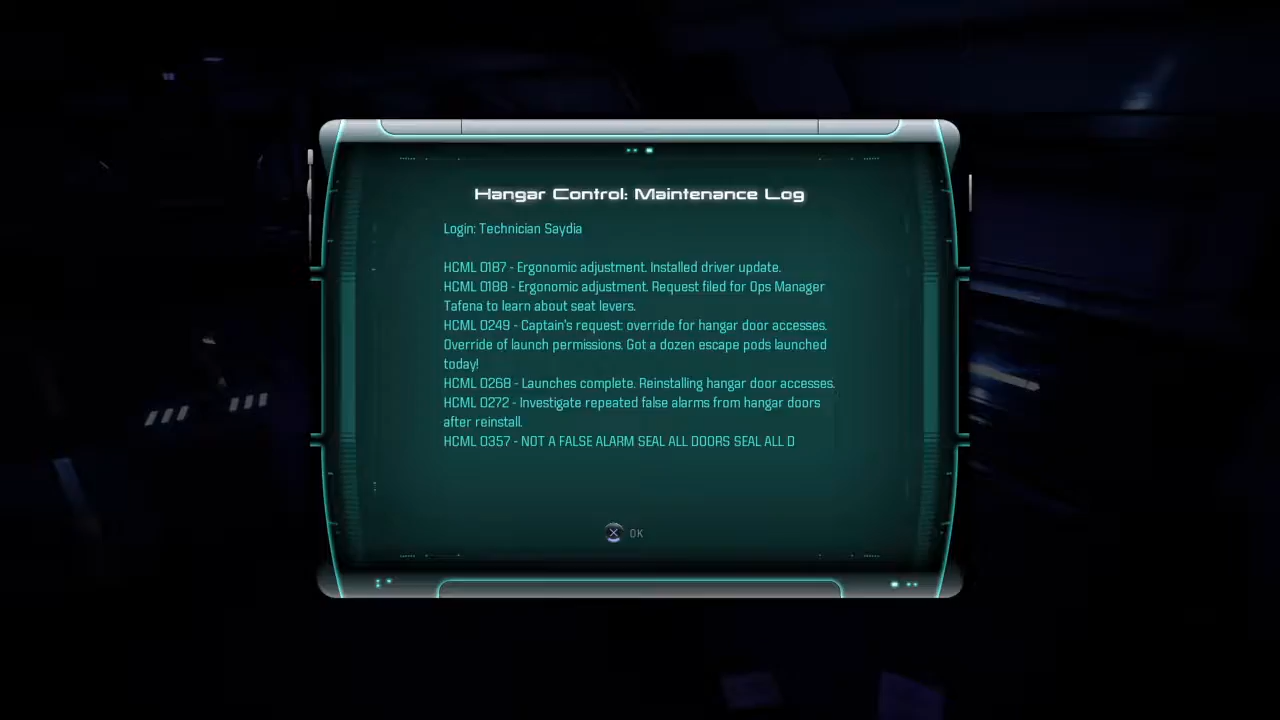 Hangar Control: Maintenance Log
Login: Technician Saydia
HCML 0187 - Ergonomic adjustment. Installed driver update.
HCML 0188 - Ergonomic adjustment. Request filed for Ops Manager
Tafena to learn about seat levers.
HCML 0249 - Captain's request: override for hangar door accesses.
Override of launch permissions. Got a dozen escape pods launched
today!
HCML 0268 - Launches complete. Reinstalling hangar door accesses.
HCML 0272 - Investigate repeated false alarms from hangar doors
after reinstall.
HCML 0357 - NOT A FALSE ALARM SEAL ALL DOORS SEAL ALL D
OK